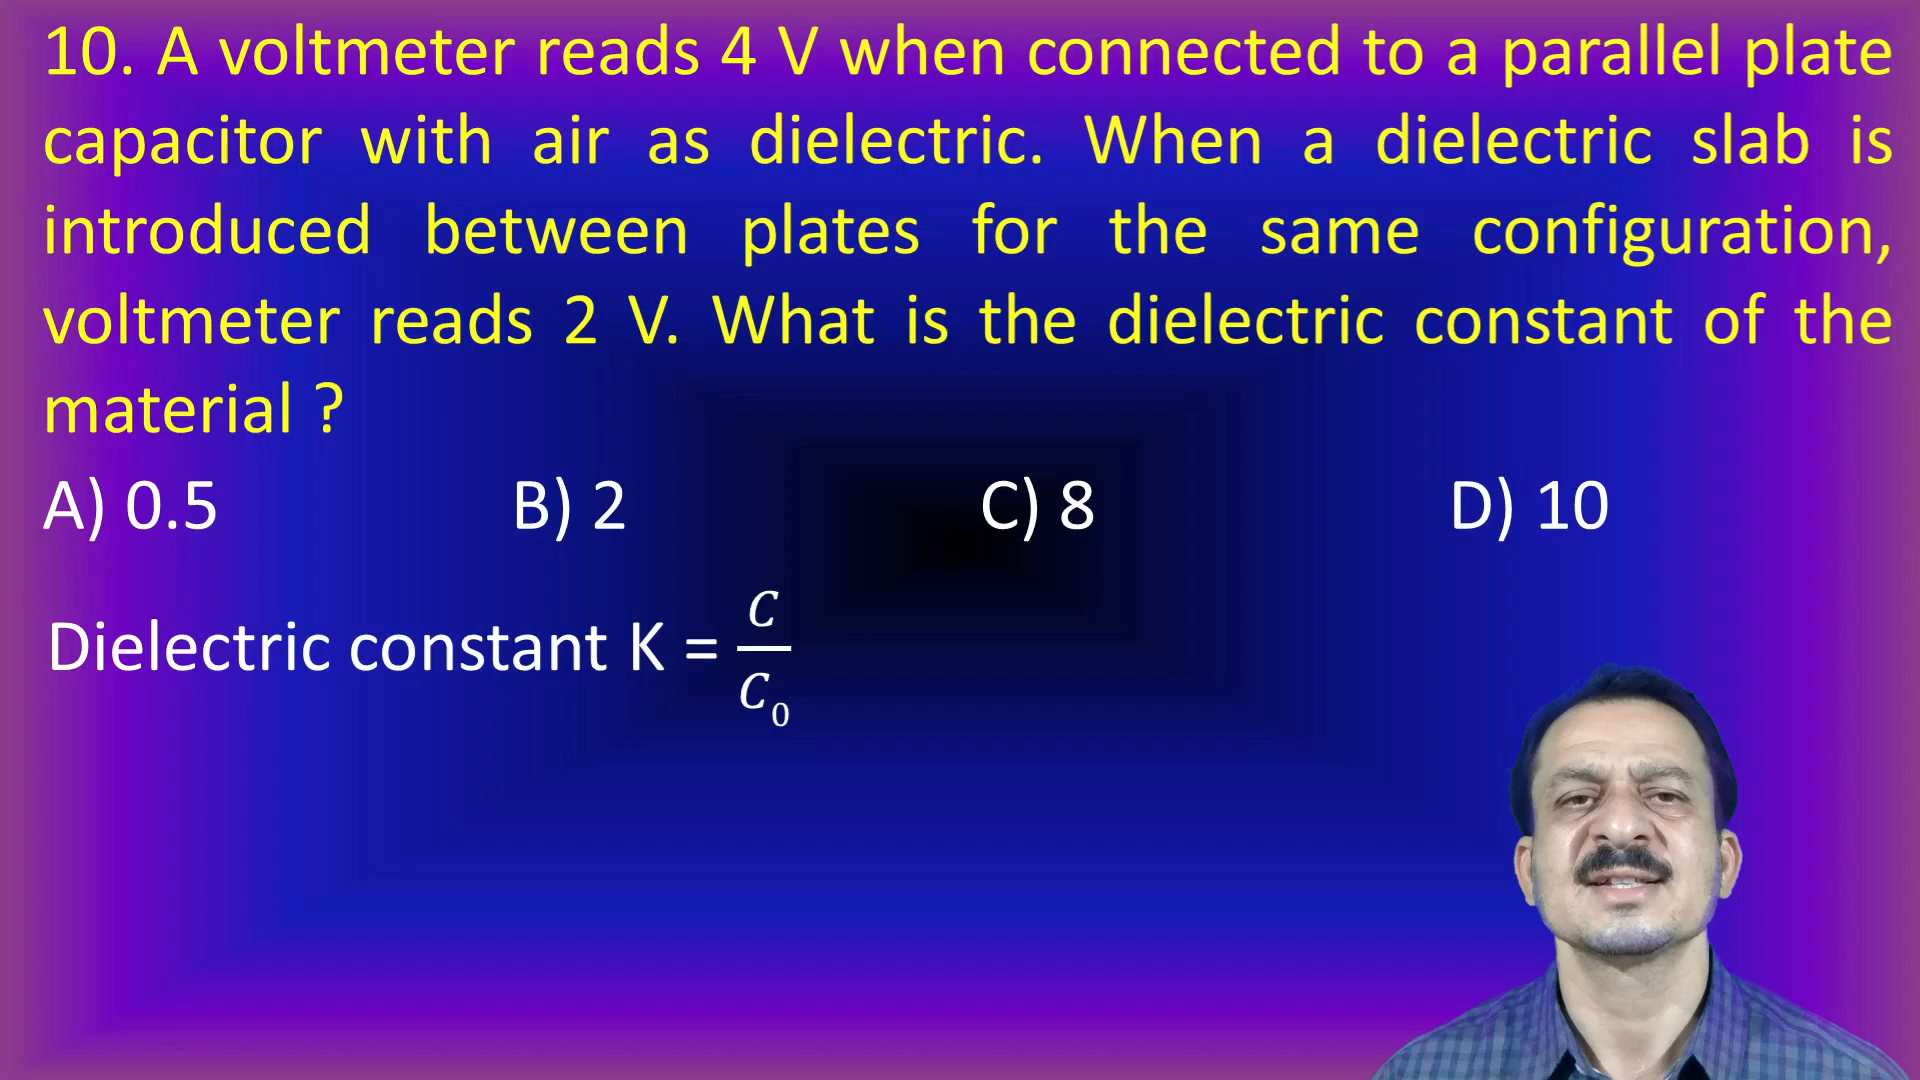 10. A voltmeter reads 4 V when connected to a parallel plate
capacitor with air as dielectric. When a dielectric slab is
introduced between plates for the same configuration,
voltmeter reads 2 V. What is the dielectric constant of the
material ?
A) 0.5 B) 2 C) 8 D) 10
Dielectric constant K = C/C₀